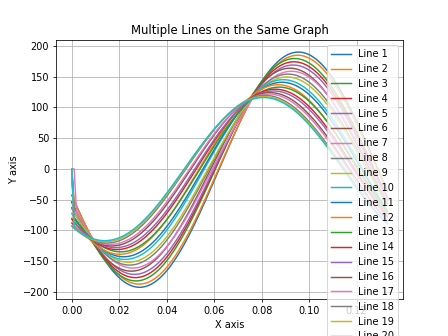 Multiple Lines on the Same Graph
200
150
100
50
0
−50
−100
−150
−200
Y axis
0.00
0.02
0.04
0.06
0.08
0.10
X axis
Line 1
Line 2
Line 3
Line 4
Line 5
Line 6
Line 7
Line 8
Line 9
Line 10
Line 11
Line 12
Line 13
Line 14
Line 15
Line 16
Line 17
Line 18
Line 19
Line 20